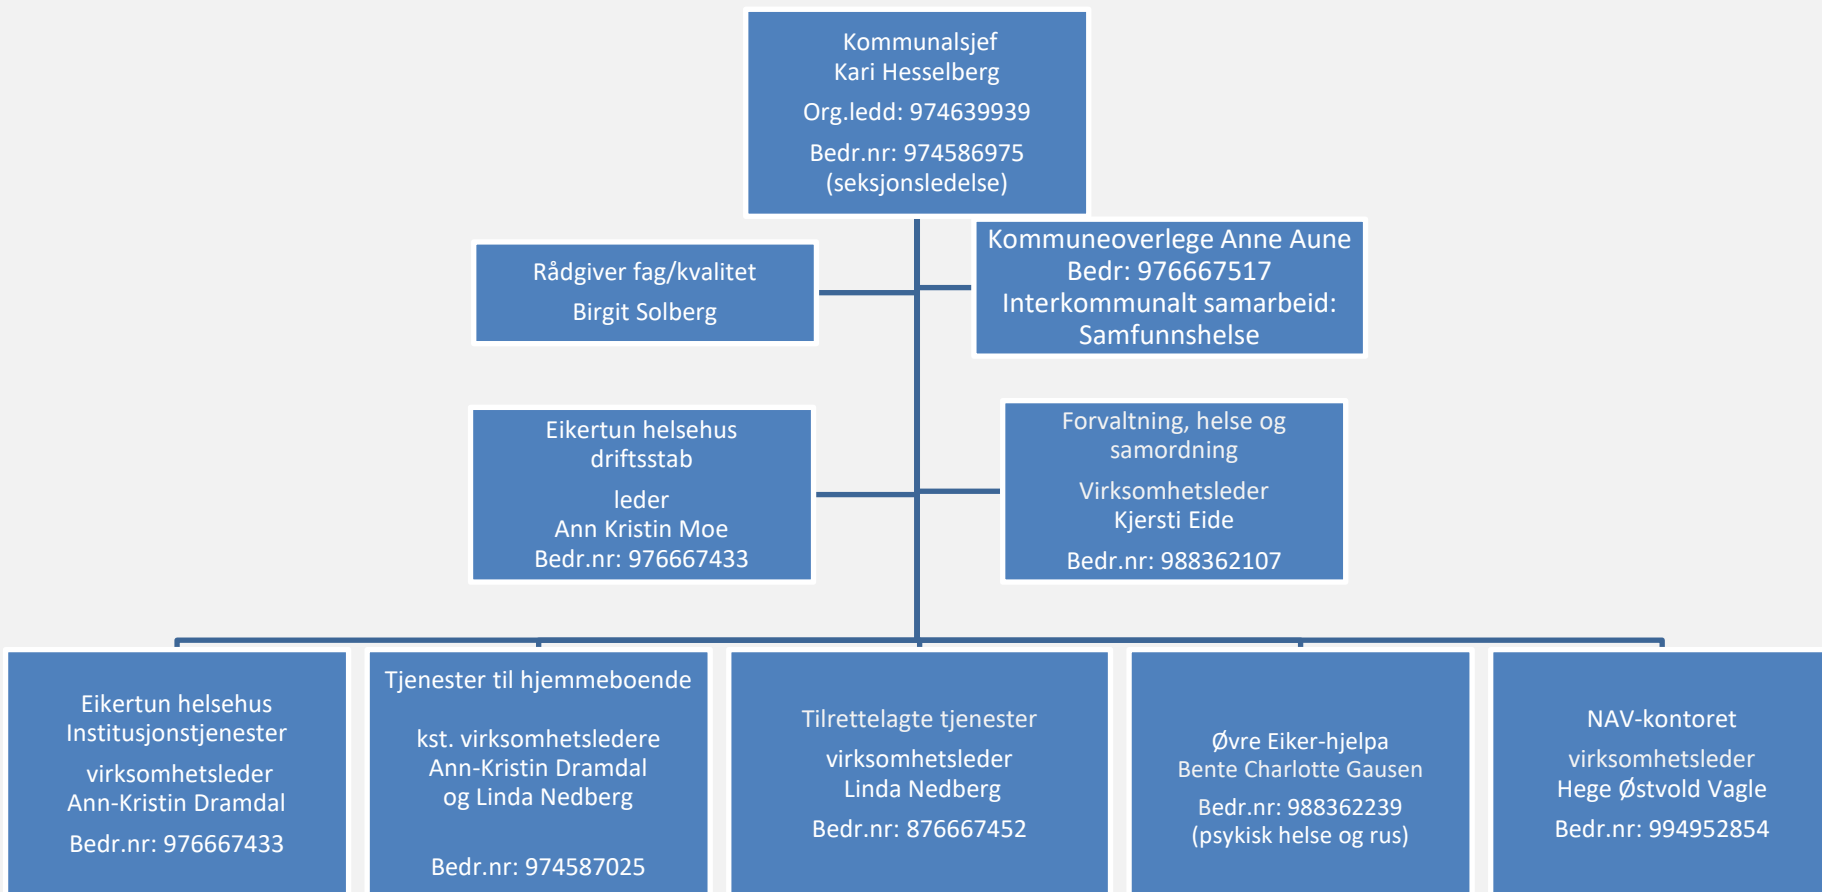 Kommunalsjef
Kari Hesselberg
Org.ledd: 974639939
Bedr.nr: 974586975
(seksjonsledelse)
Rådgiver fag/kvalitet
Birgit Solberg
Kommuneoverlege Anne Aune
Bedr: 976667517
Interkommunalt samarbeid:
Samfunnshelse
Eikertun helsehus
driftsstab
leder
Ann Kristin Moe
Bedr.nr: 976667433
Forvaltning, helse og
samordning
Virksomhetsleder
Kjersti Eide
Bedr.nr: 988362107
Eikertun helsehus
Institusjonstjenester
virksomhetsleder
Ann-Kristin Dramdal
Bedr.nr: 976667433
Tjenester til hjemmeboende
kst. virksomhetsledere
Ann-Kristin Dramdal
og Linda Nedberg
Bedr.nr: 974587025
Tilrettelagte tjenester
virksomhetsleder
Linda Nedberg
Bedr.nr: 876667452
Øvre Eiker-hjelpa
Bente Charlotte Gausen
Bedr.nr: 988362239
(psykisk helse og rus)
NAV-kontoret
virksomhetsleder
Hege Østvold Vagle
Bedr.nr: 994952854